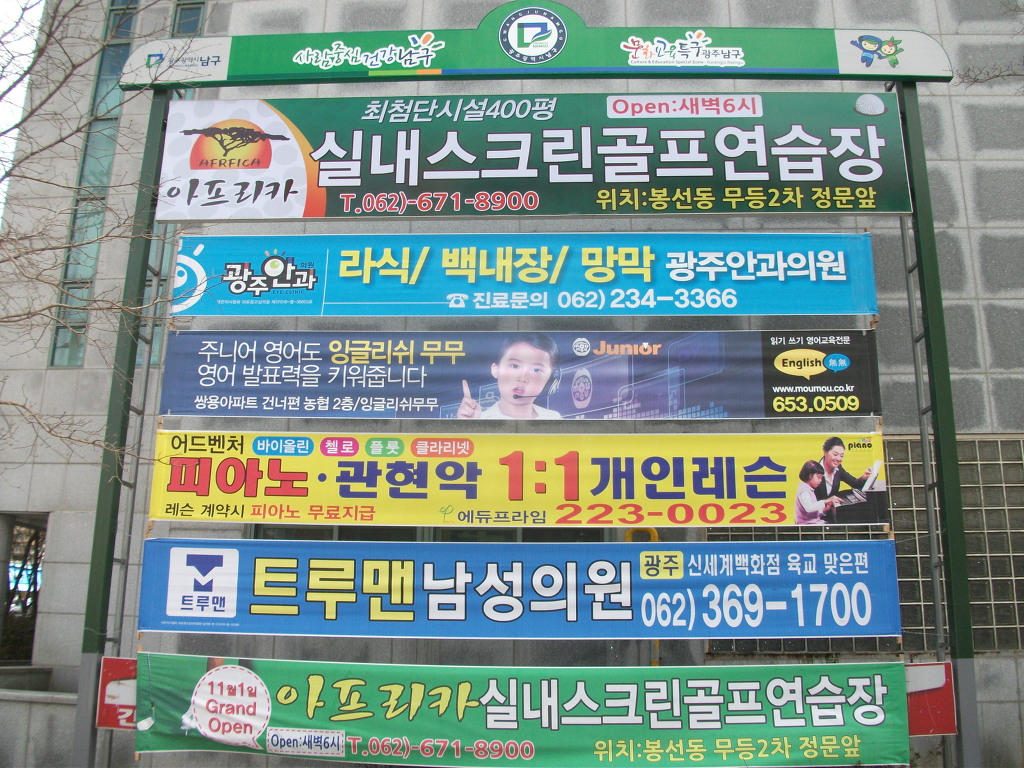 광주광역시 남구
사람중심 건강남구
문화교육특구 광주남구
Culture & Education Special Zone
최첨단시설400평
Open:새벽6시
AFRFICA
아프리카
실내스크린골프연습장
T.062)-671-8900
위치:봉선동 무등2차 정문앞
광주안과 의원
EYE CLINIC
라식/ 백내장/ 망막 광주안과의원
☎진료문의 062) 234-3366
주니어 영어도 잉글리쉬 무무
영어 발표력을 키워줍니다
쌍용아파트 건너편 농협 2층/잉글리쉬무무
Junior
읽기 쓰기 영어교육전문
English 無無
www.moumou.co.kr
653.0509
어드벤처 바이올린 첼로 플룻 클라리넷
피아노·관현악 1:1개인레슨
레슨 계약시 피아노 무료지급
에듀프라임 223-0023
piano
트루맨
트루맨남성의원
광주 신세계백화점 육교 맞은편
062) 369-1700
11월1일
Grand
Open
아프리카실내스크린골프연습장
Open:새벽6시
T.062)-671-8900
위치:봉선동 무등2차 정문앞